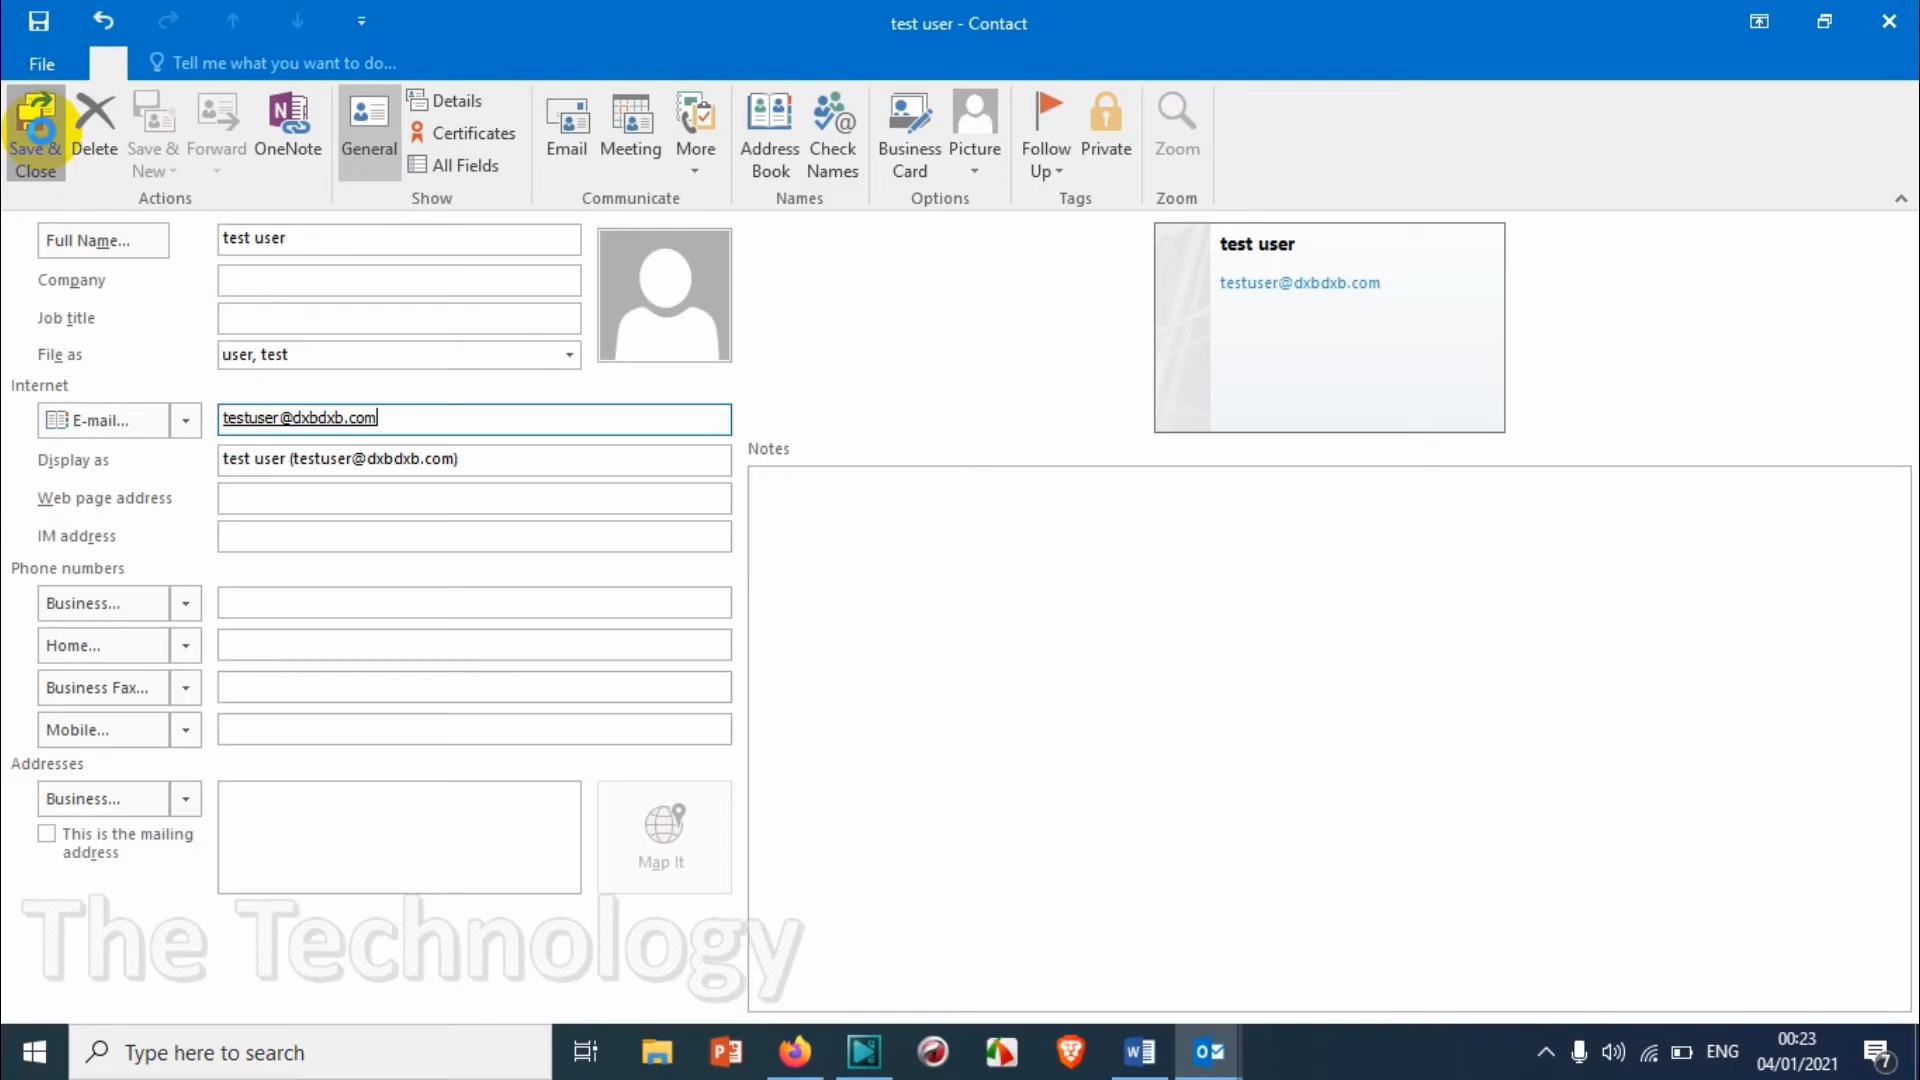 test user - Contact
File
Tell me what you want to do...
Save & Close
Delete
Save & New
Forward
OneNote
General
Details
Certificates
All Fields
Email
Meeting
More
Address Book
Check Names
Business Card
Picture
Follow Up
Private
Zoom
Actions
Show
Communicate
Names
Options
Tags
Zoom
Full Name...
test user
Company
Job title
File as
user, test
Internet
E-mail...
testuser@dxbdxb.com
Display as
test user (testuser@dxbdxb.com)
Web page address
IM address
Phone numbers
Business...
Home...
Business Fax...
Mobile...
Addresses
Business...
This is the mailing
address
Map It
test user
testuser@dxbdxb.com
Notes
The Technology
Type here to search
ENG
00:23
04/01/2021
7